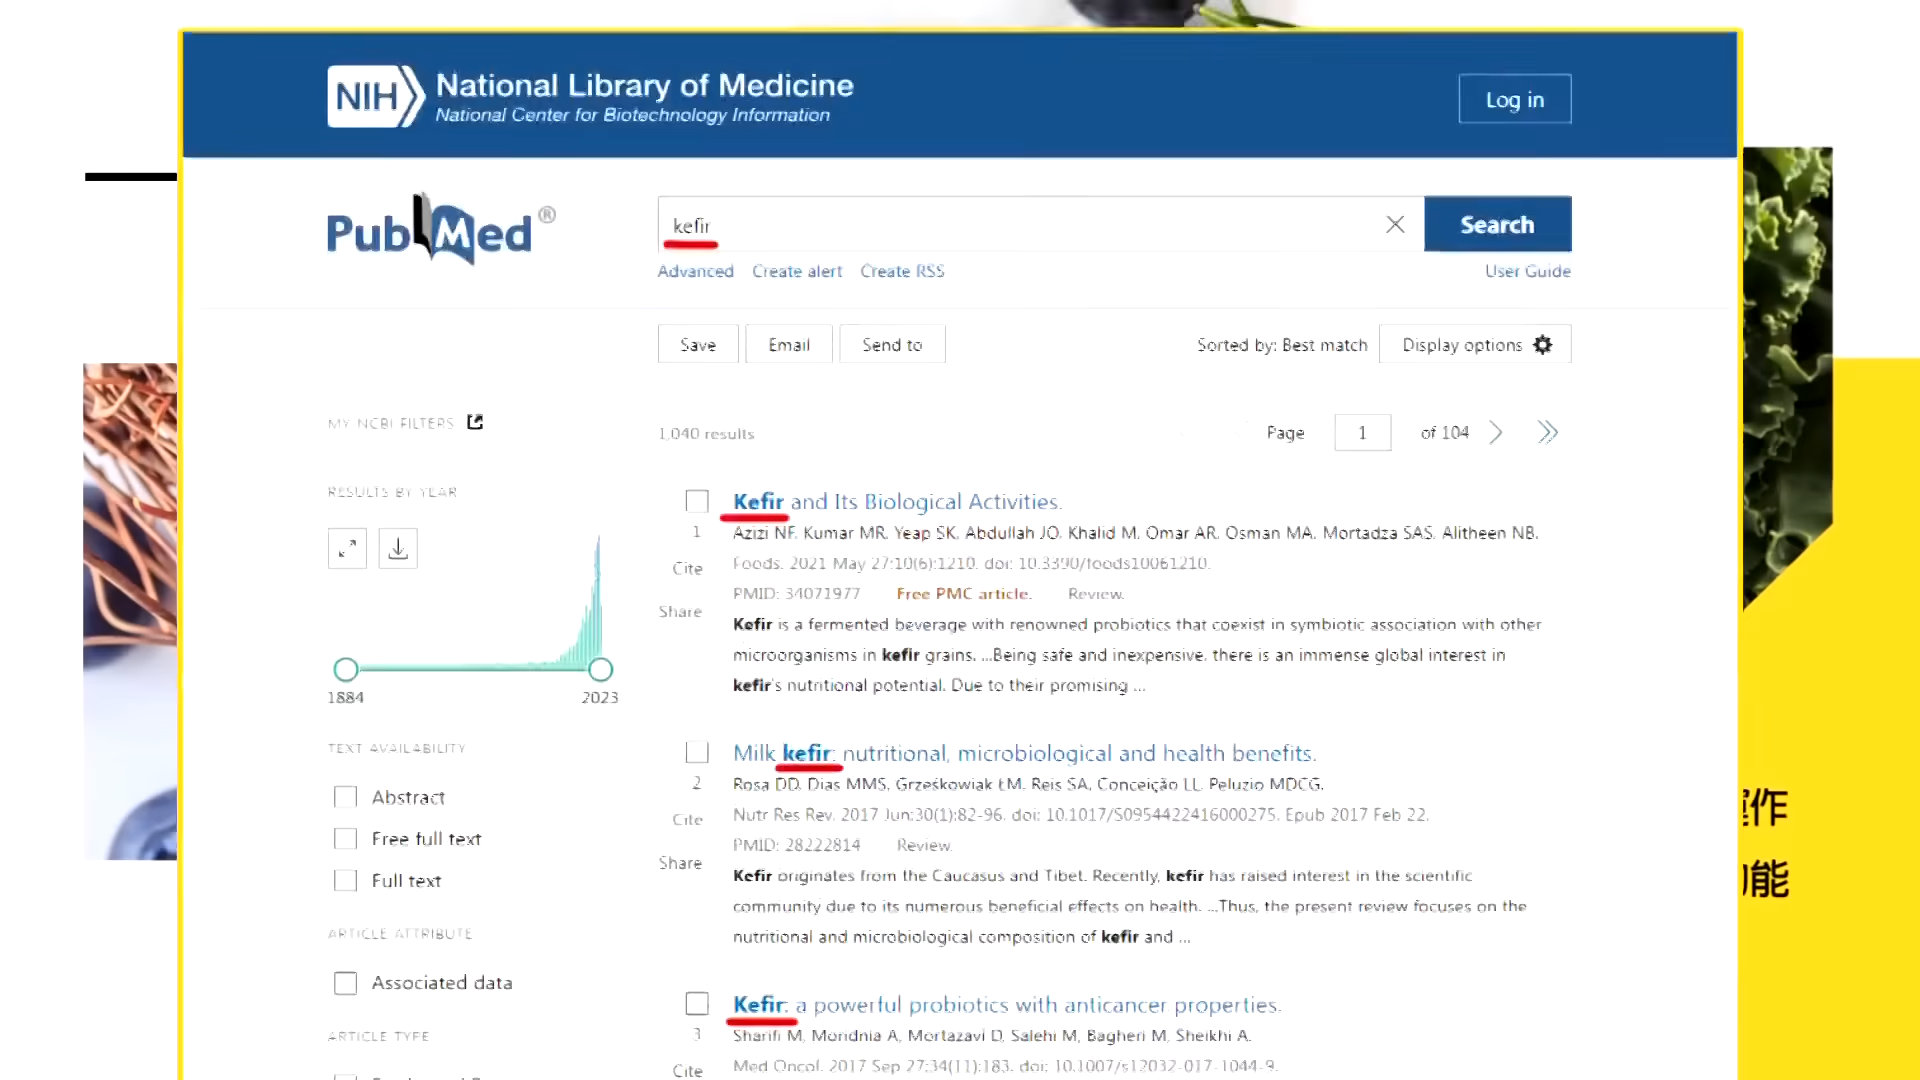 NIH National Library of Medicine
National Center for Biotechnology Information
Log in
PubMed®
kefir
Search
Advanced Create alert Create RSS
User Guide
Save Email Send to
Sorted by: Best match
Display options
MY NCBI FILTERS
1,040 results
Page 1 of 104
RESULTS BY YEAR
1884 2023
TEXT AVAILABILITY
Abstract
Free full text
Full text
ARTICLE ATTRIBUTE
Associated data
ARTICLE TYPE
Kefir and Its Biological Activities.
1
Azizi NF, Kumar MR, Yeap SK, Abdullah JO, Khalid M, Omar AR, Osman MA, Mortadza SAS, Alitheen NB.
Cite
Foods. 2021 May 27;10(6):1210. doi: 10.3390/foods10061210.
PMID: 34071977 Free PMC article. Review.
Share
Kefir is a fermented beverage with renowned probiotics that coexist in symbiotic association with other
microorganisms in kefir grains. ...Being safe and inexpensive, there is an immense global interest in
kefir's nutritional potential. Due to their promising ...
Milk kefir: nutritional, microbiological and health benefits.
2
Rosa DD, Dias MMS, Grześkowiak ŁM, Reis SA, Conceição LL, Peluzio MDCG.
Cite
Nutr Res Rev. 2017 Jun;30(1):82-96. doi: 10.1017/S0954422416000275. Epub 2017 Feb 22.
PMID: 28222814 Review.
Share
Kefir originates from the Caucasus and Tibet. Recently, kefir has raised interest in the scientific
community due to its numerous beneficial effects on health. ...Thus, the present review focuses on the
nutritional and microbiological composition of kefir and ...
Kefir: a powerful probiotics with anticancer properties.
3
Sharifi M, Moridnia A, Mortazavi D, Salehi M, Bagheri M, Sheikhi A.
Cite
Med Oncol. 2017 Sep 27;34(11):183. doi: 10.1007/s12032-017-1044-9.
作
能